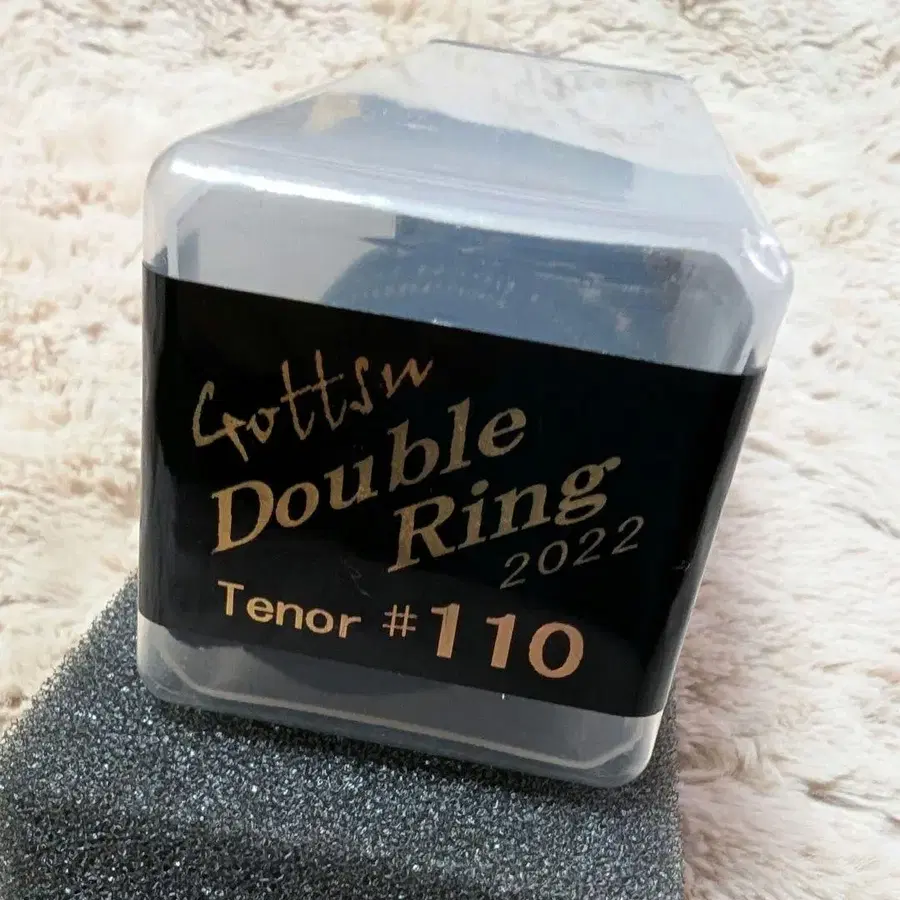 Gottsu
Double
Ring
2022
Tenor #110